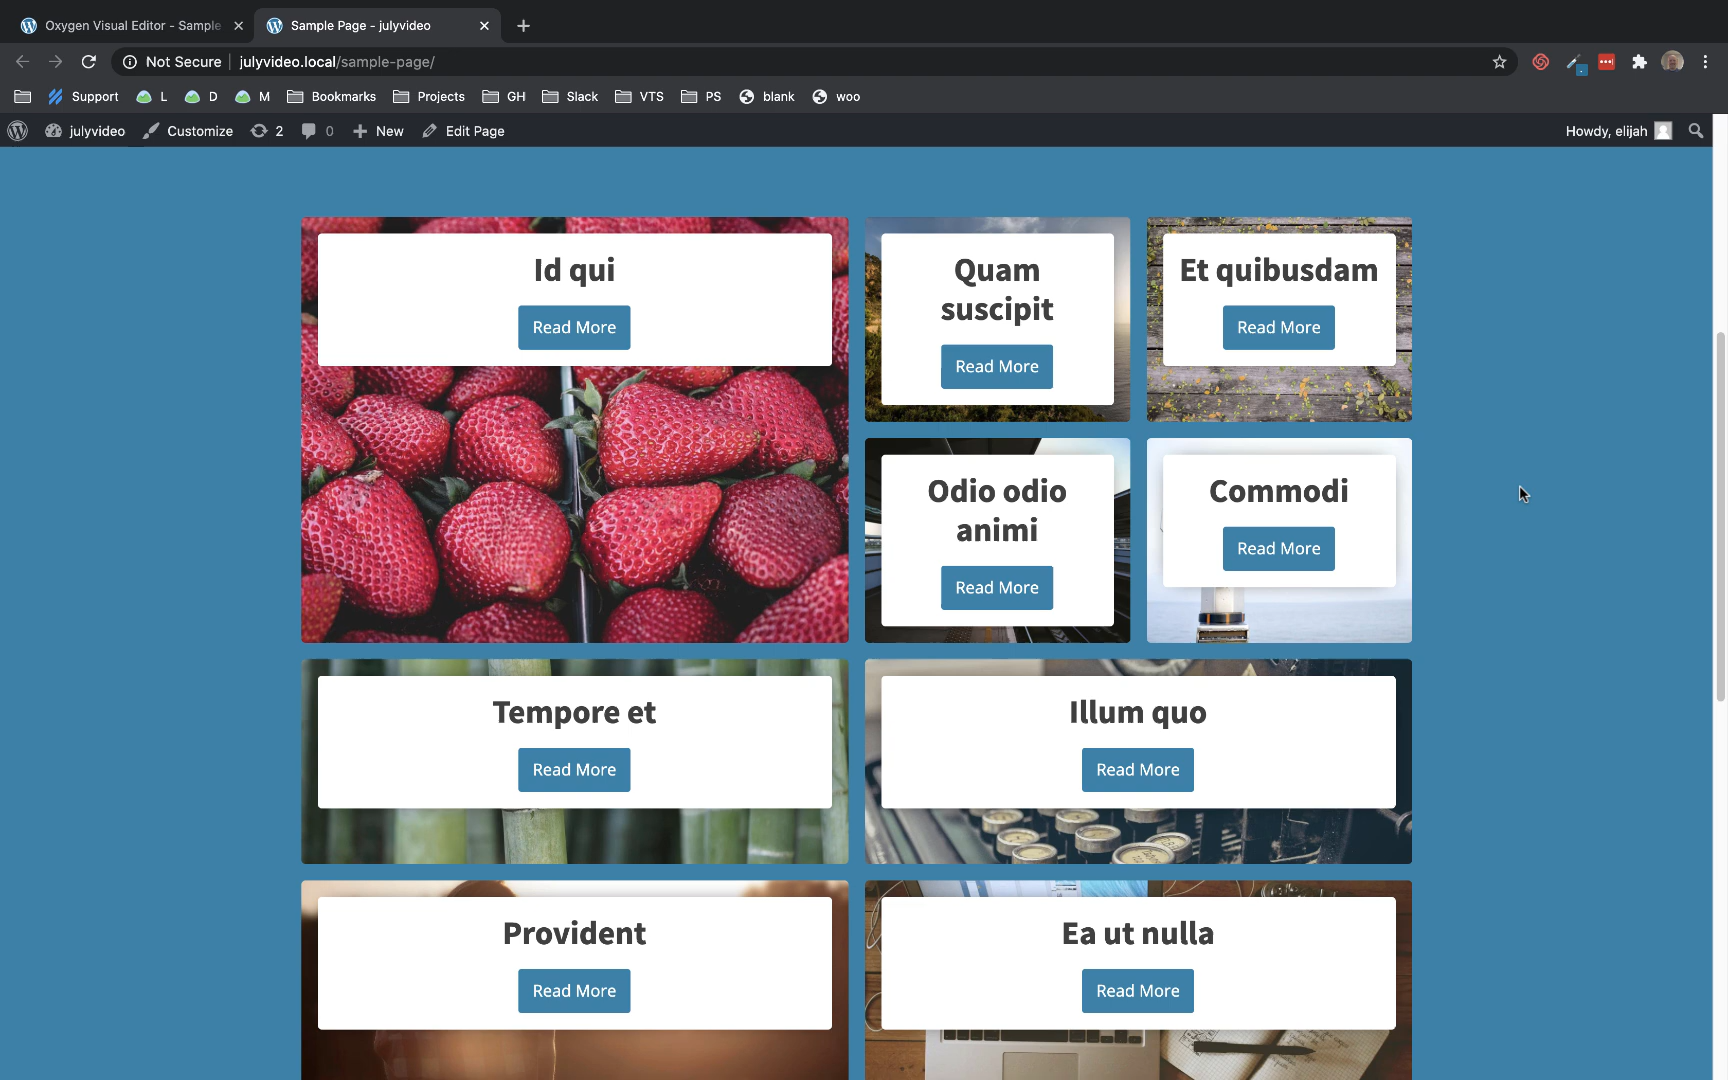 Oxygen Visual Editor - Sample
Sample Page - julyvideo
Not Secure
julyvideo.local/sample-page/
Support
L
D
M
Bookmarks
Projects
GH
Slack
VTS
PS
blank
woo
julyvideo
Customize
2
0
New
Edit Page
Howdy, elijah
Id qui
Read More
Quam
suscipit
Read More
Et quibusdam
Read More
Odio odio
animi
Read More
Commodi
Read More
Tempore et
Read More
Illum quo
Read More
Provident
Read More
Ea ut nulla
Read More